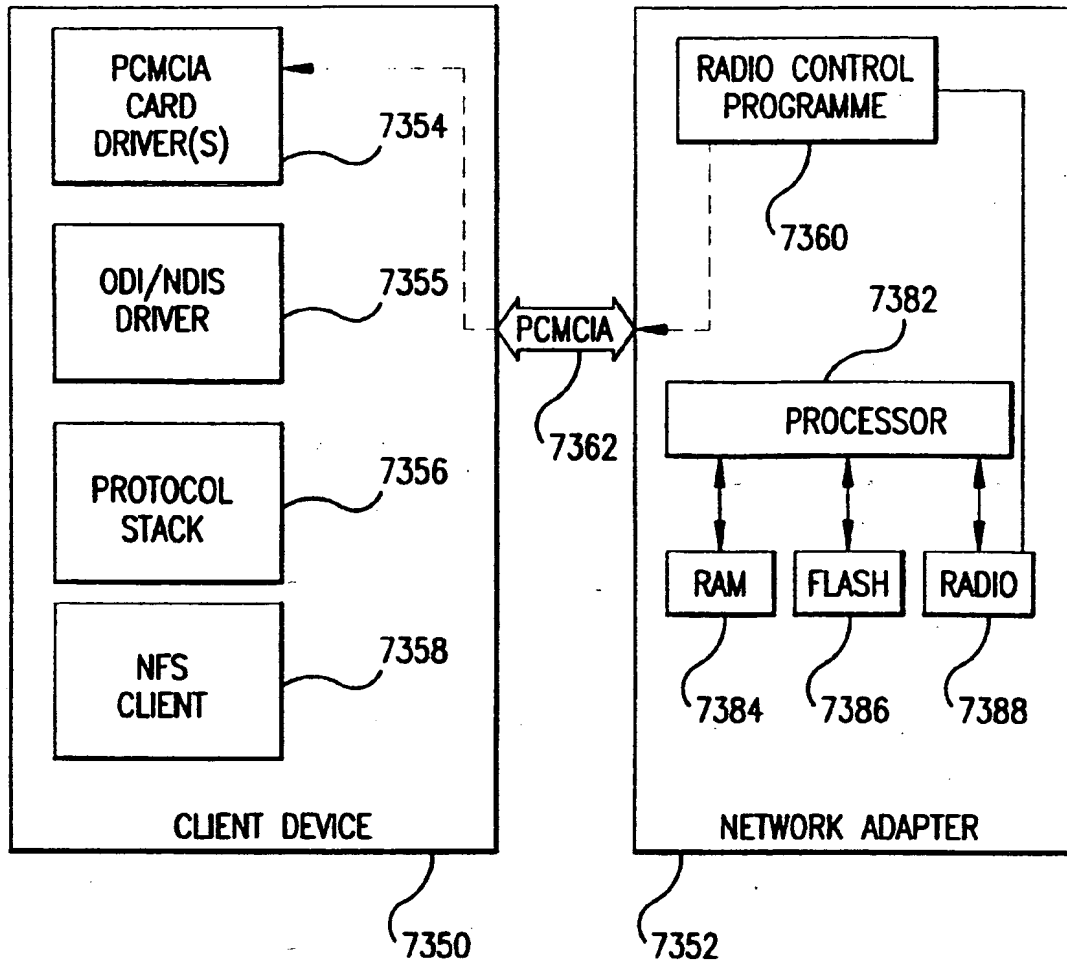 PCMCIA
CARD
DRIVER(S)
7354
ODI/NDIS
DRIVER
7355
PROTOCOL
STACK
7356
NFS
CLIENT
7358
CLIENT DEVICE
7350
PCMCIA
7362
RADIO CONTROL
PROGRAMME
7360
7382
PROCESSOR
RAM
FLASH
RADIO
7384
7386
7388
NETWORK ADAPTER
7352